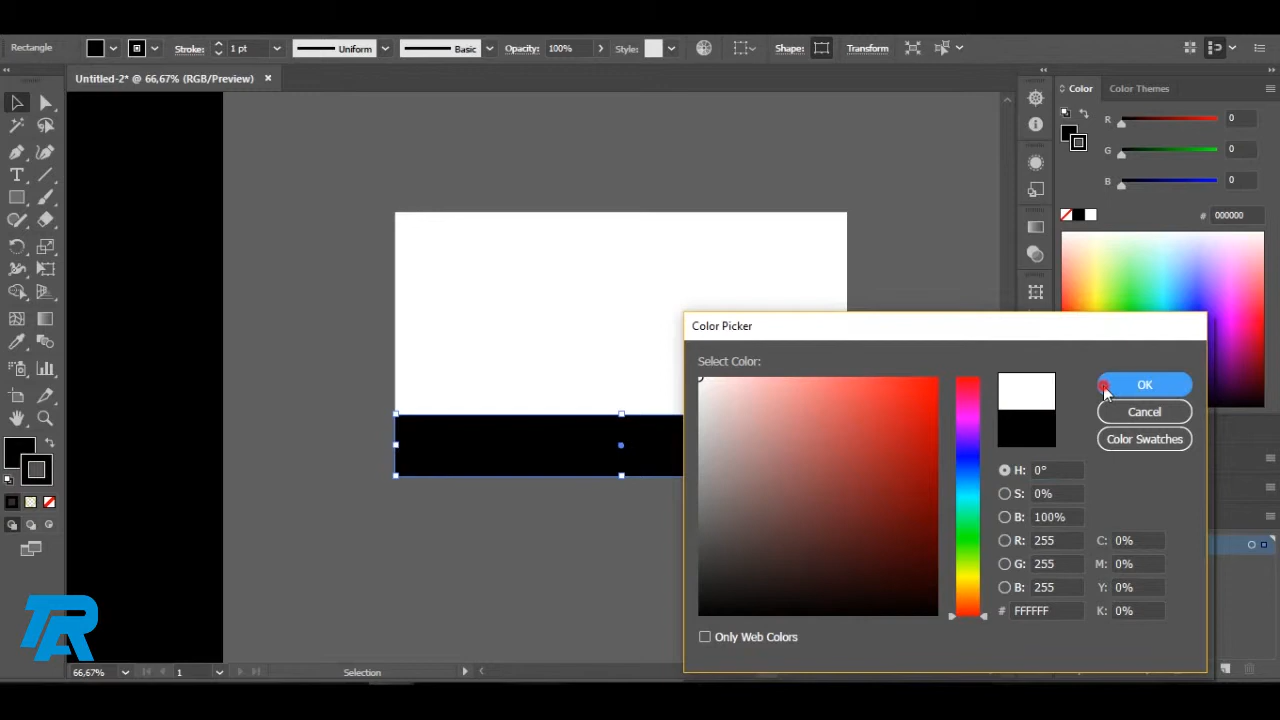 Rectangle Stroke: 1 pt Uniform Basic Opacity: 100% Style: Shape: Transform
Untitled-2* @ 66,67% (RGB/Preview) ×
Color Color Themes
R 0
G 0
B 0
# 000000
Color Picker
Select Color:
OK
Cancel
Color Swatches
H: 0°
S: 0%
B: 100%
R: 255 C: 0%
G: 255 M: 0%
B: 255 Y: 0%
# FFFFFF K: 0%
Only Web Colors
TR
66,67% 1 Selection